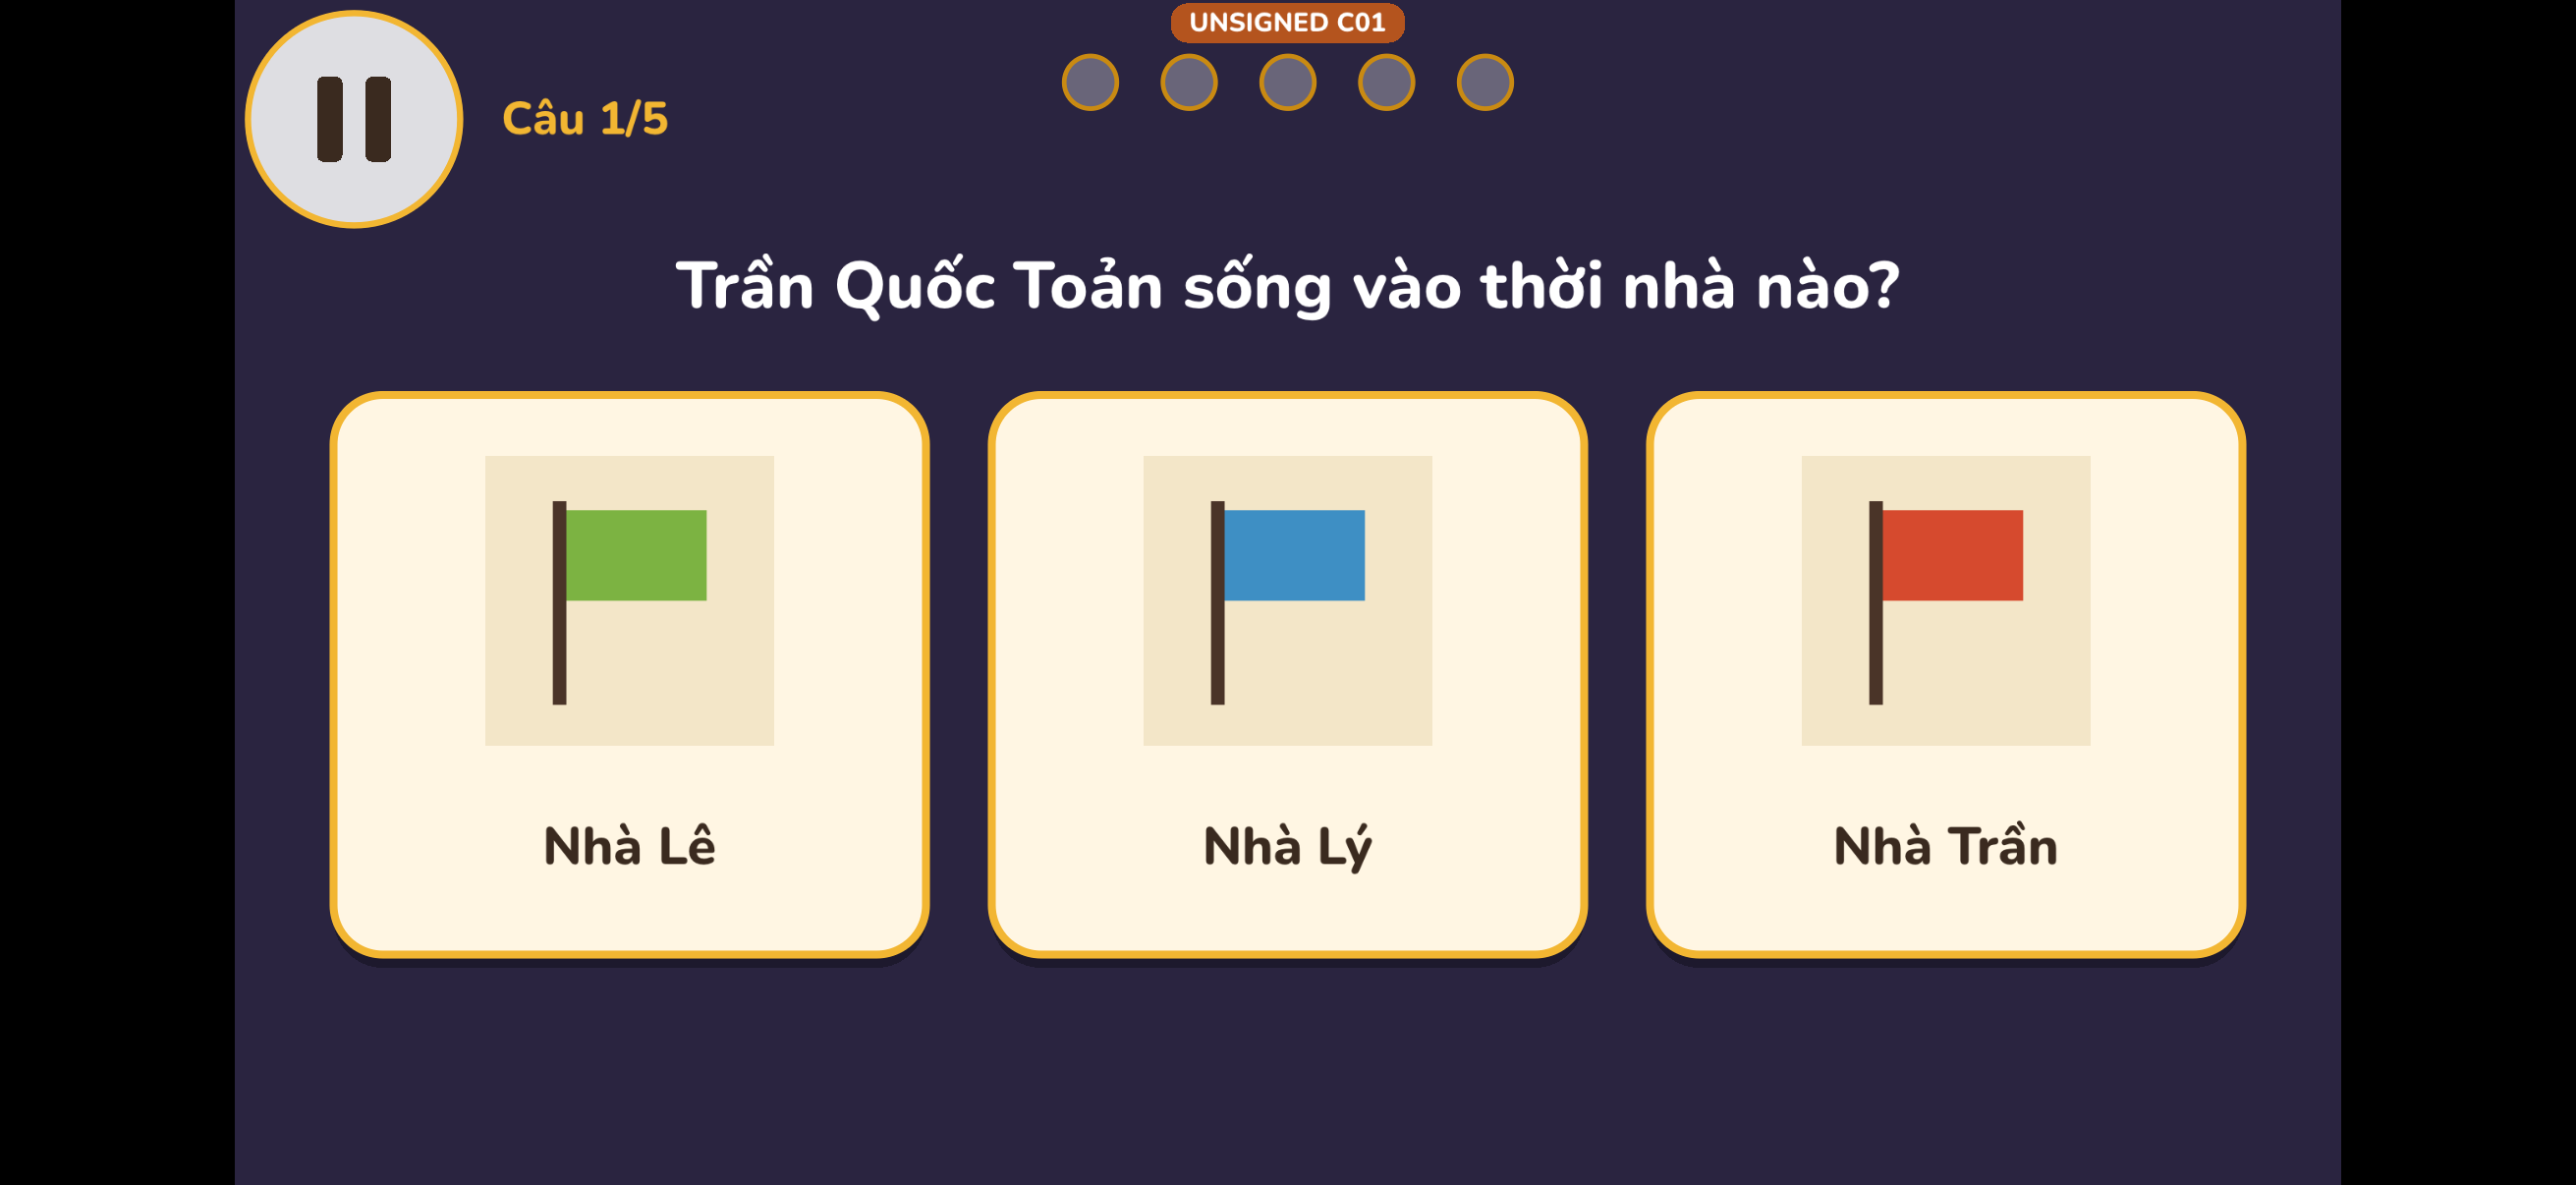 UNSIGNED C01
Câu 1/5
Trần Quốc Toản sống vào thời nhà nào?
Nhà Lê
Nhà Lý
Nhà Trần